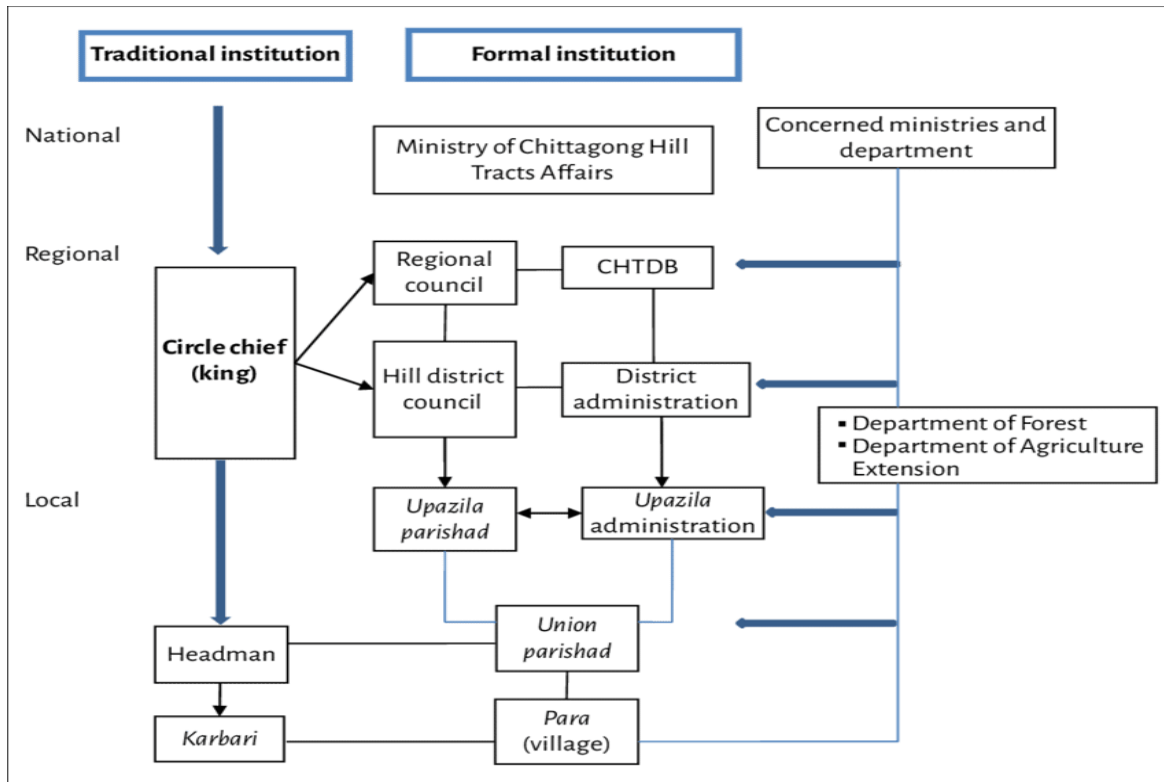 Traditional institution
Formal institution
National
Ministry of Chittagong Hill
Tracts Affairs
Concerned ministries and
department
Regional
Regional
council
CHTDB
Circle chief
(king)
Hill district
council
District
administration
▪ Department of Forest
▪ Department of Agriculture
Extension
Local
Upazila
parishad
Upazila
administration
Headman
Union
parishad
Karbari
Para
(village)